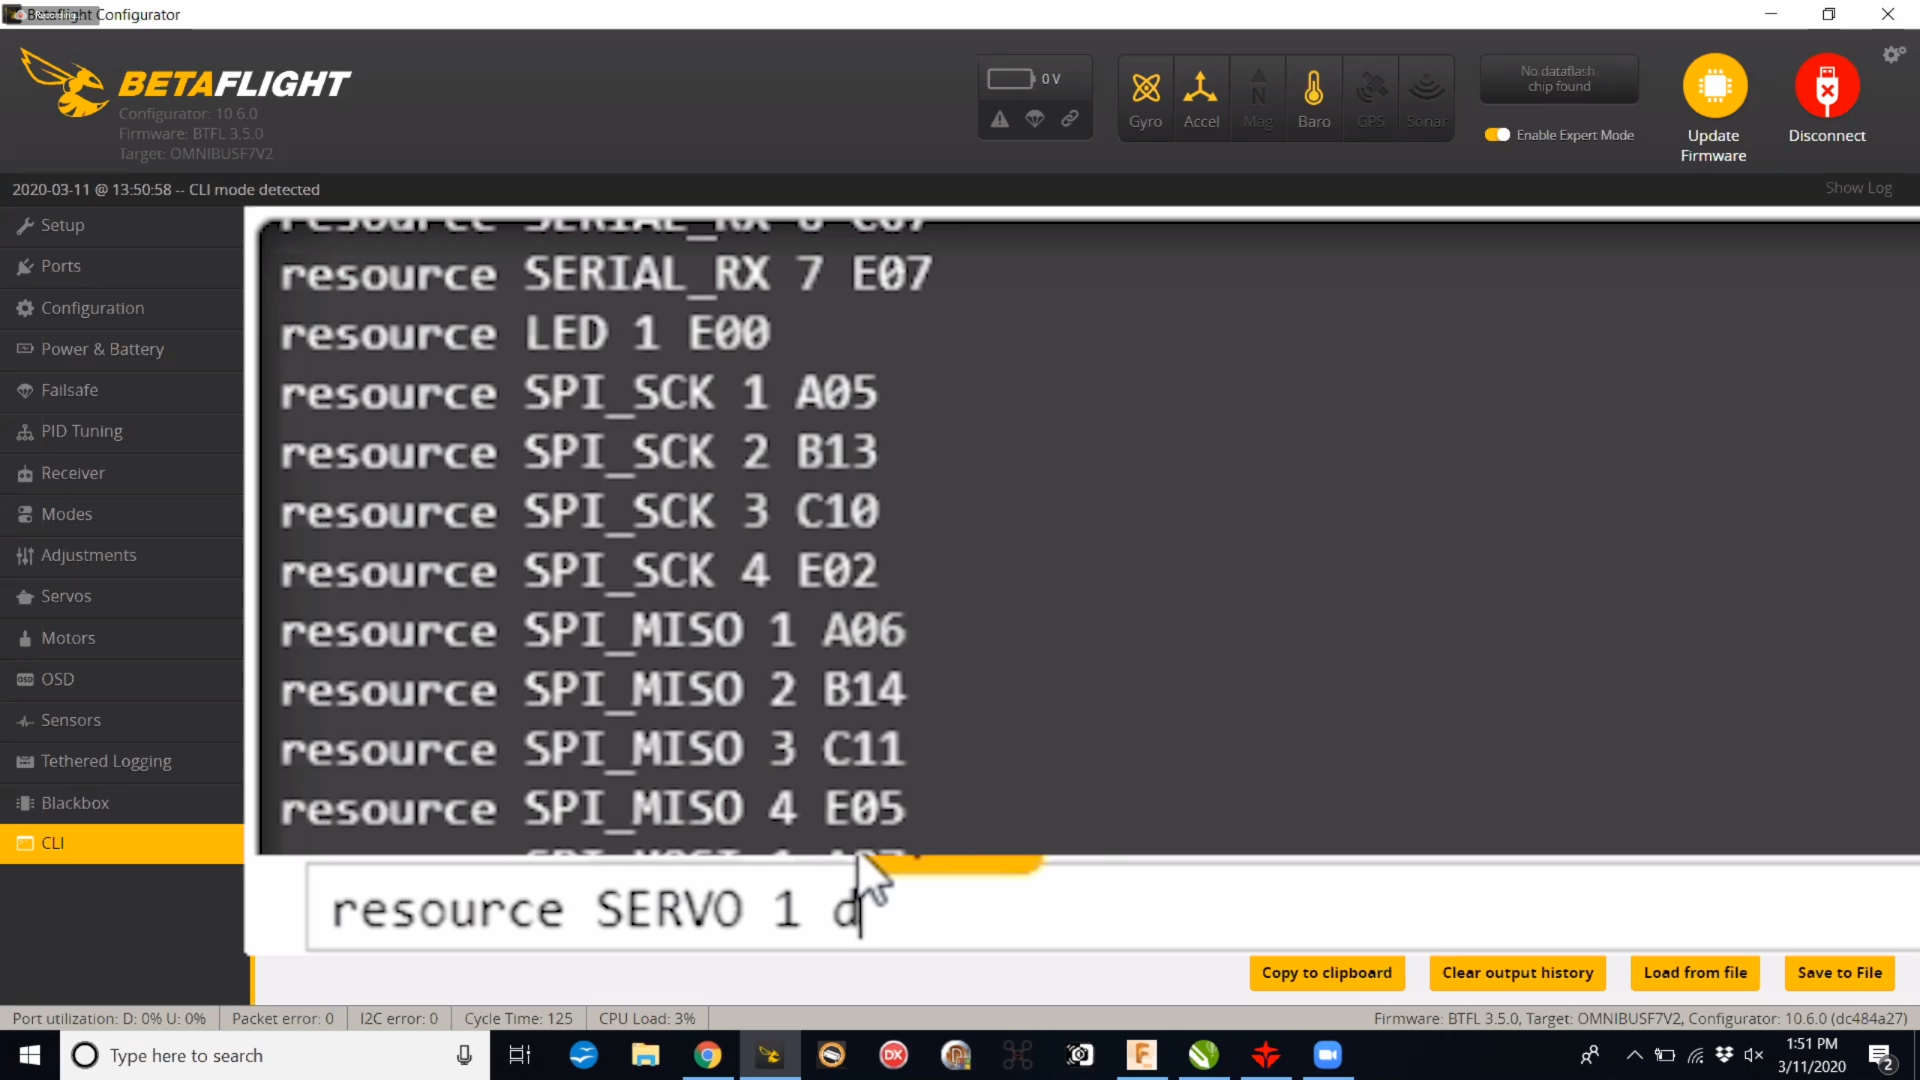 Betaflight Configurator
Recording...
BETAFLIGHT
Configurator: 10.6.0
Firmware: BTFL 3.5.0
Target: OMNIBUSF7V2
0 V
Gyro
Accel
Mag
Baro
GPS
Sonar
No dataflash
chip found
Enable Expert Mode
Update
Firmware
Disconnect
2020-03-11 @ 13:50:58 -- CLI mode detected
Show Log
Setup
Ports
Configuration
Power & Battery
Failsafe
PID Tuning
Receiver
Modes
Adjustments
Servos
Motors
OSD
Sensors
Tethered Logging
Blackbox
CLI
resource SERIAL_RX 7 E07
resource LED 1 E00
resource SPI_SCK 1 A05
resource SPI_SCK 2 B13
resource SPI_SCK 3 C10
resource SPI_SCK 4 E02
resource SPI_MISO 1 A06
resource SPI_MISO 2 B14
resource SPI_MISO 3 C11
resource SPI_MISO 4 E05
resource SERVO 1 d
Copy to clipboard
Clear output history
Load from file
Save to File
Port utilization: D: 0% U: 0%
Packet error: 0
I2C error: 0
Cycle Time: 125
CPU Load: 3%
Firmware: BTFL 3.5.0, Target: OMNIBUSF7V2, Configurator: 10.6.0 (dc484a27)
Type here to search
DX
1:51 PM
3/11/2020
2